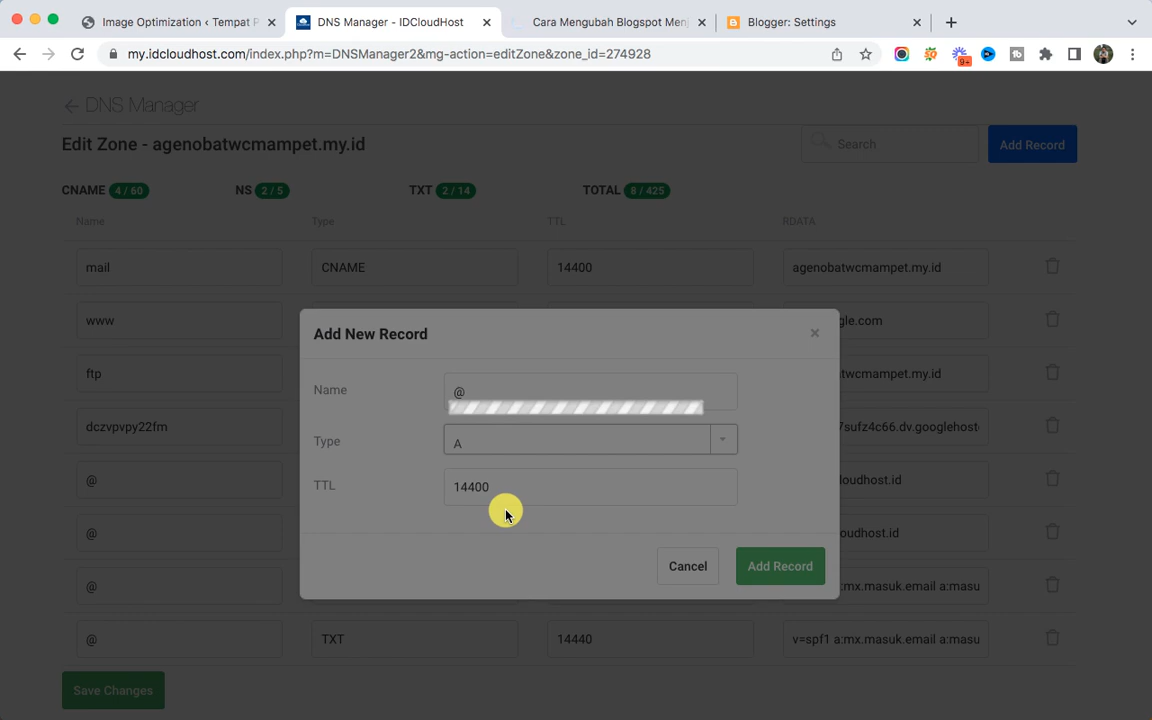 Image Optimization ‹ Tempat P
DNS Manager - IDCloudHost
Cara Mengubah Blogspot Menj
Blogger: Settings
my.idcloudhost.com/index.php?m=DNSManager2&mg-action=editZone&zone_id=274928
9+
← DNS Manager
Edit Zone - agenobatwcmampet.my.id
Search
Add Record
CNAME 4 / 60
NS 2 / 5
TXT 2 / 14
TOTAL 8 / 425
Name
Type
TTL
RDATA
mail
CNAME
14400
agenobatwcmampet.my.id
www
gle.com
ftp
twcmampet.my.id
dczvpvpy22fm
7sufz4c66.dv.googlehost
@
loudhost.id
@
oudhost.id
@
:mx.masuk.email a:masu
@
TXT
14440
v=spf1 a:mx.masuk.email a:masu
Save Changes
Add New Record
×
Name
@
Type
A
TTL
14400
Cancel
Add Record